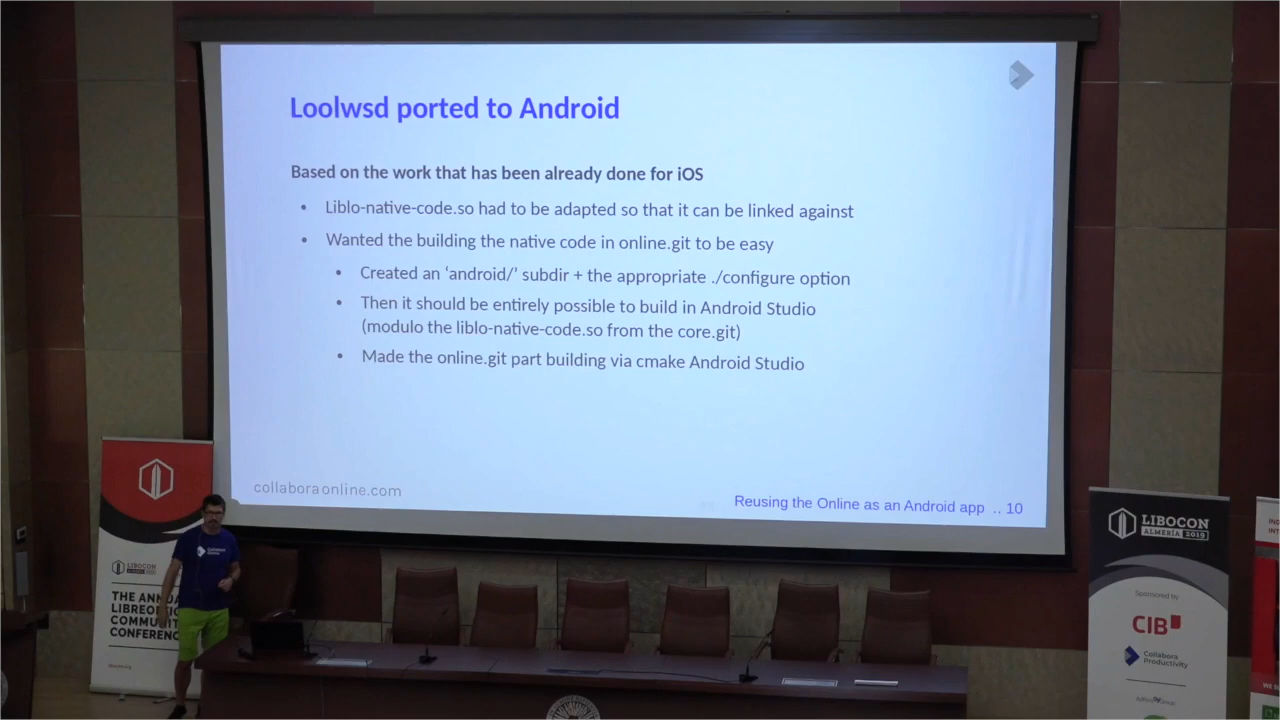 Loolwsd ported to Android
Based on the work that has been already done for iOS
• Liblo-native-code.so had to be adapted so that it can be linked against
• Wanted the building the native code in online.git to be easy
• Created an ‘android/’ subdir + the appropriate ./configure option
• Then it should be entirely possible to build in Android Studio
(modulo the liblo-native-code.so from the core.git)
• Made the online.git part building via cmake Android Studio
collaboraonline.com
Reusing the Online as an Android app .. 10
LIBOCON
THE ANNUA
LIBREOFFIC
COMMUNIT
CONFERENC
Collabora
LIBOCON
ALMERÍA 2019
Sponsored by
CIB
Collabora
Productivity